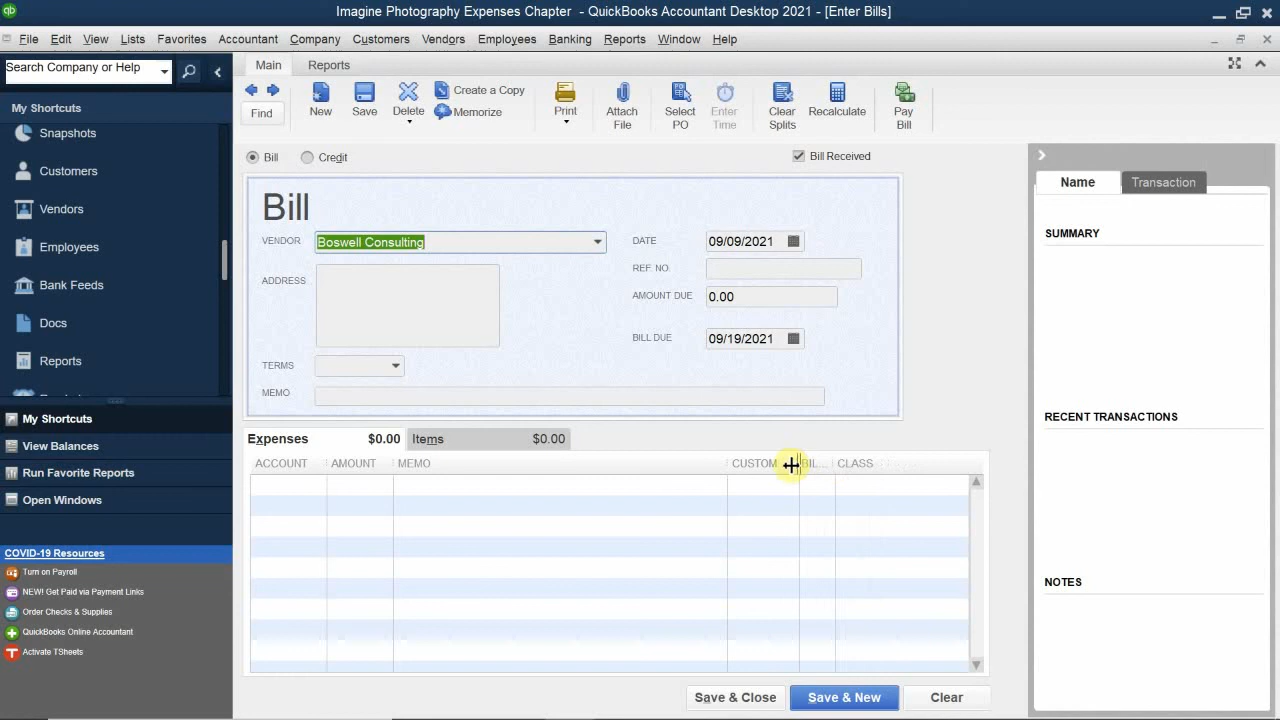 qb
Imagine Photography Expenses Chapter - QuickBooks Accountant Desktop 2021 - [Enter Bills]
File Edit View Lists Favorites Accountant Company Customers Vendors Employees Banking Reports Window Help
Search Company or Help
My Shortcuts
Snapshots
Customers
Vendors
Employees
Bank Feeds
Docs
Reports
My Shortcuts
View Balances
Run Favorite Reports
Open Windows
COVID-19 Resources
Turn on Payroll
NEW! Get Paid via Payment Links
Order Checks & Supplies
QuickBooks Online Accountant
Activate TSheets
Main Reports
Find
New
Save
Delete
Create a Copy
Memorize
Print
Attach
File
Select
PO
Enter
Time
Clear
Splits
Recalculate
Pay
Bill
Bill Credit Bill Received
Bill
VENDOR Boswell Consulting
ADDRESS
TERMS
MEMO
DATE 09/09/2021
REF. NO.
AMOUNT DUE 0.00
BILL DUE 09/19/2021
Expenses $0.00 Items $0.00
ACCOUNT AMOUNT MEMO CUSTOM BIL... CLASS
Save & Close Save & New Clear
Name Transaction
SUMMARY
RECENT TRANSACTIONS
NOTES